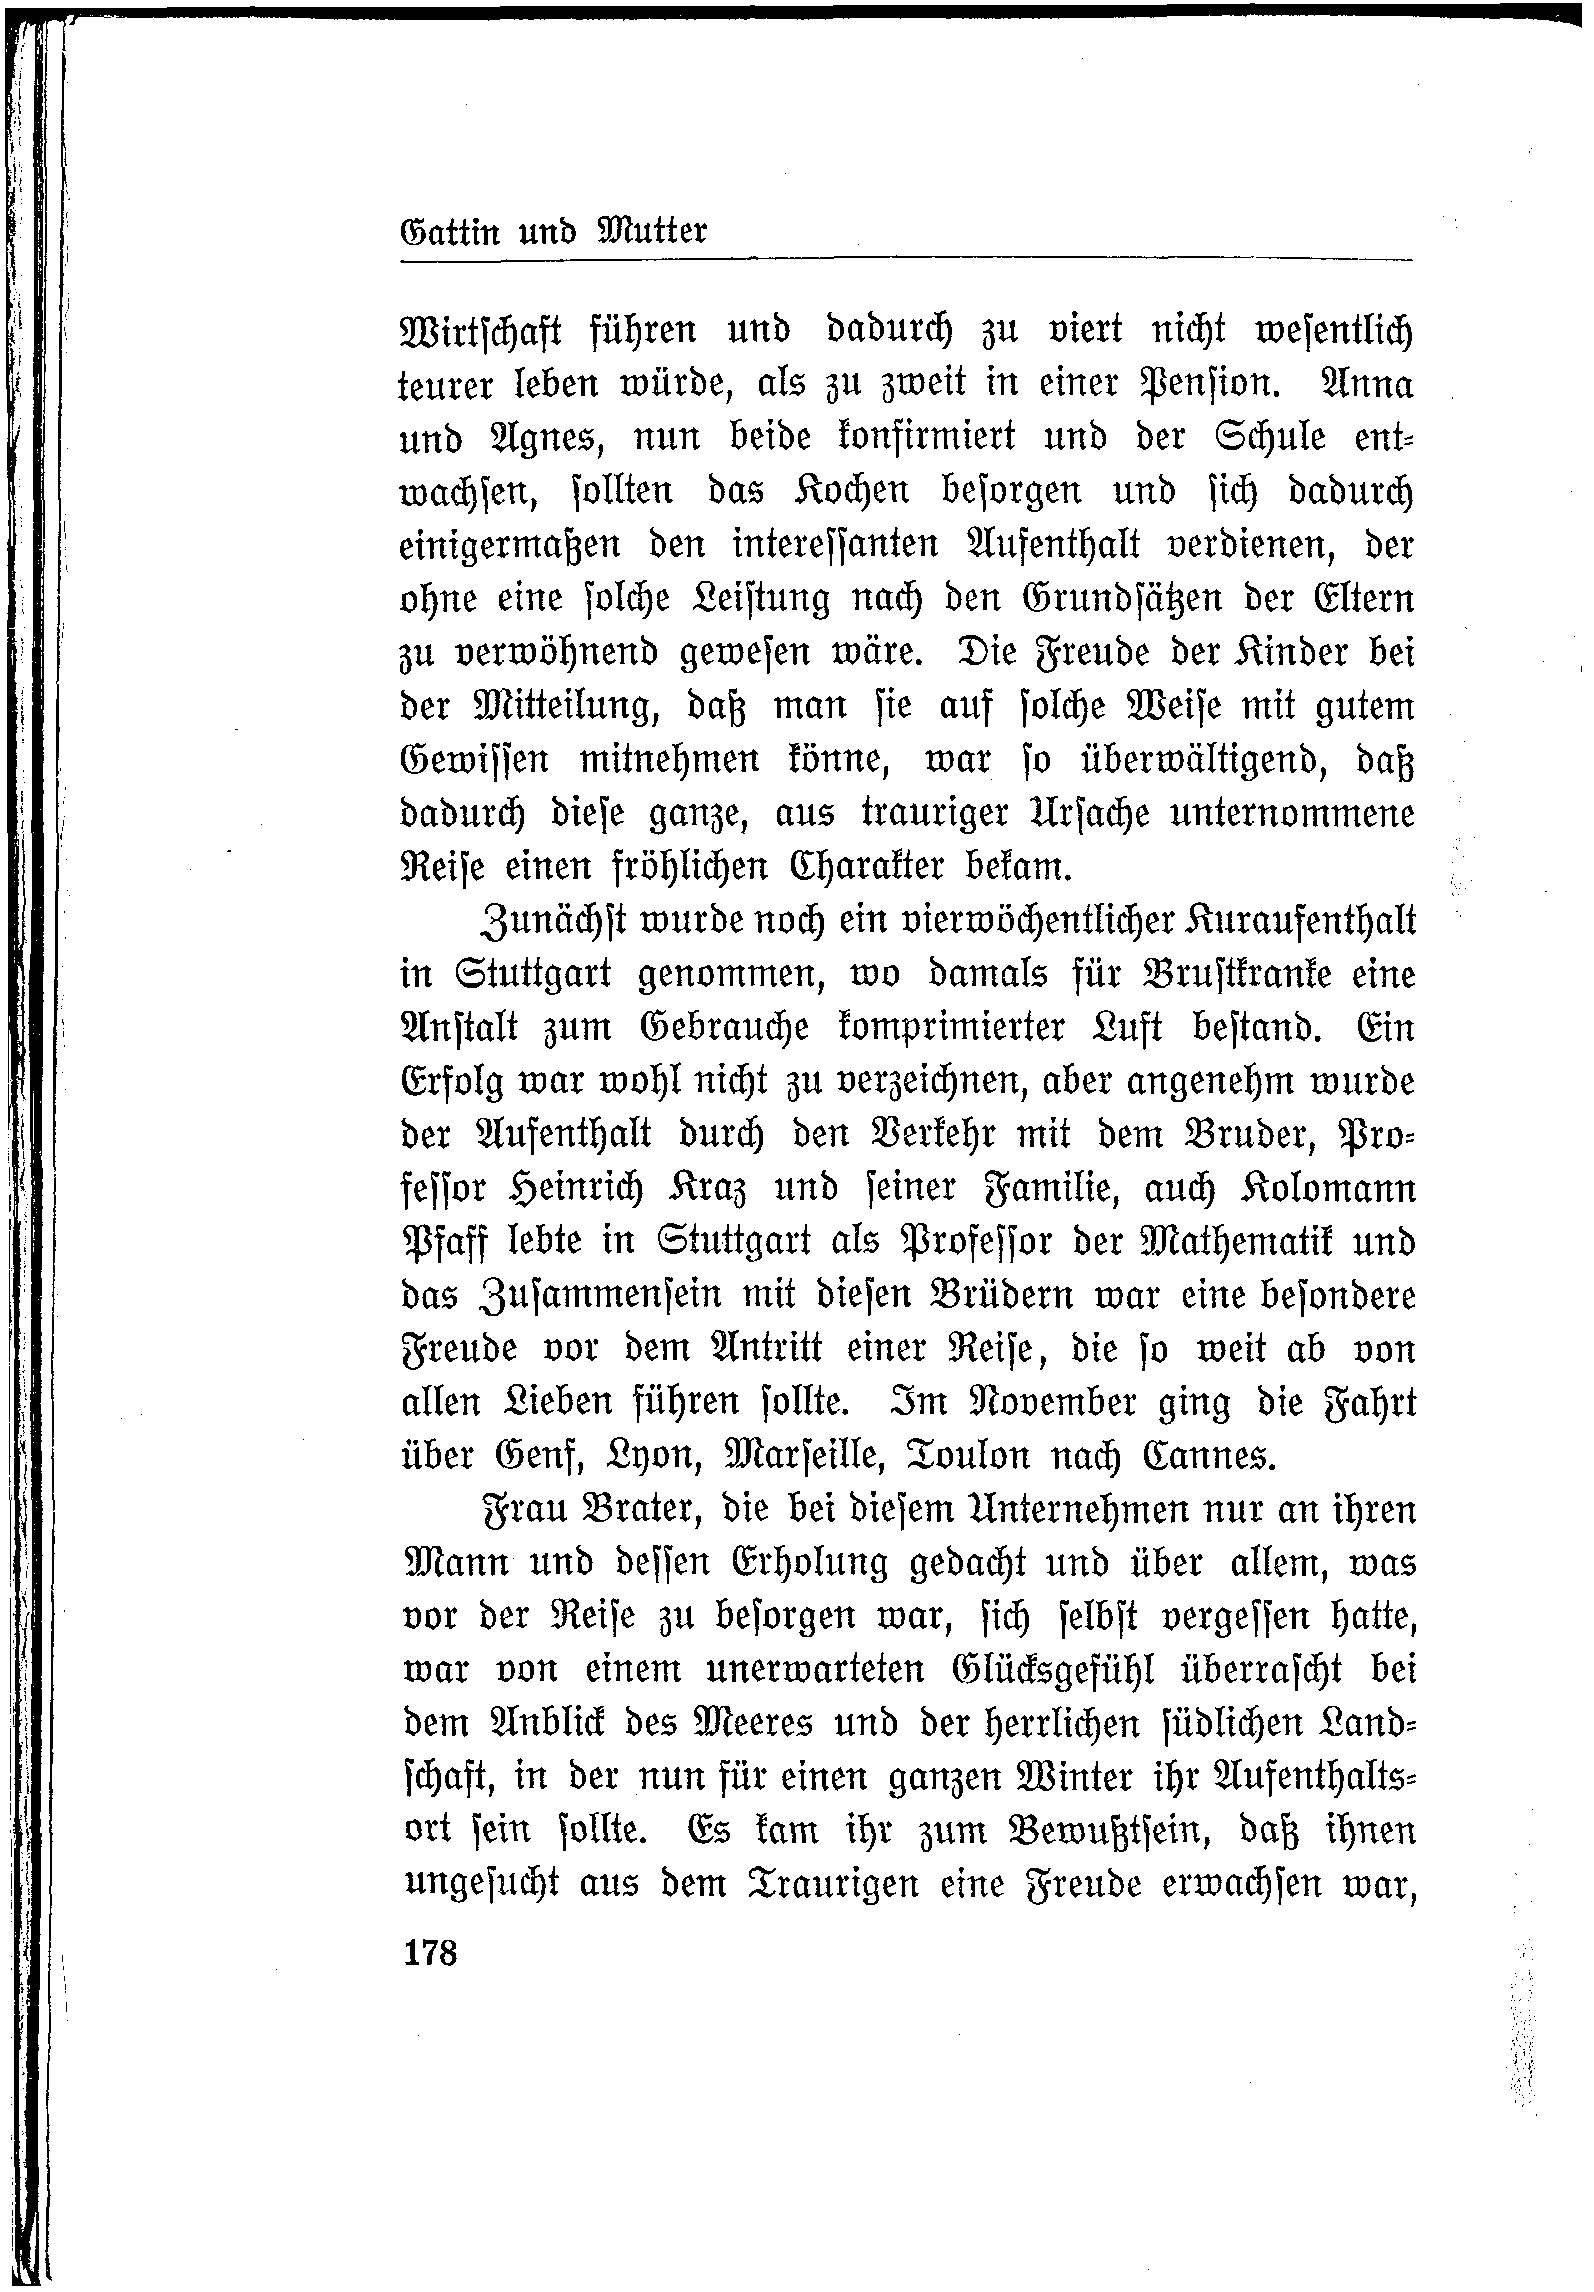 Gattin und Mutter
Wirtschaft führen und dadurch zu viert nicht wesentlich
teurer leben würde, als zu zweit in einer Pension. Anna
und Agnes, nun beide konfirmiert und der Schule ent-
wachsen, sollten das Kochen besorgen und sich dadurch
einigermaßen den interessanten Aufenthalt verdienen, der
ohne eine solche Leistung nach den Grundsätzen der Eltern
zu verwöhnend gewesen wäre. Die Freude der Kinder bei
der Mitteilung, daß man sie auf solche Weise mit gutem
Gewissen mitnehmen könne, war so überwältigend, daß
dadurch diese ganze, aus trauriger Ursache unternommene
Reise einen fröhlichen Charakter bekam.
Zunächst wurde noch ein vierwöchentlicher Kuraufenthalt
in Stuttgart genommen, wo damals für Brustkranke eine
Anstalt zum Gebrauche komprimierter Luft bestand. Ein
Erfolg war wohl nicht zu verzeichnen, aber angenehm wurde
der Aufenthalt durch den Verkehr mit dem Bruder, Pro-
fessor Heinrich Kraz und seiner Familie, auch Kolomann
Pfaff lebte in Stuttgart als Professor der Mathematik und
das Zusammensein mit diesen Brüdern war eine besondere
Freude vor dem Antritt einer Reise, die so weit ab von
allen Lieben führen sollte. Im November ging die Fahrt
über Genf, Lyon, Marseille, Toulon nach Cannes.
Frau Brater, die bei diesem Unternehmen nur an ihren
Mann und dessen Erholung gedacht und über allem, was
vor der Reise zu besorgen war, sich selbst vergessen hatte,
war von einem unerwarteten Glücksgefühl überrascht bei
dem Anblick des Meeres und der herrlichen südlichen Land-
schaft, in der nun für einen ganzen Winter ihr Aufenthalts-
ort sein sollte. Es kam ihr zum Bewußtsein, daß ihnen
ungesucht aus dem Traurigen eine Freude erwachsen war,
178